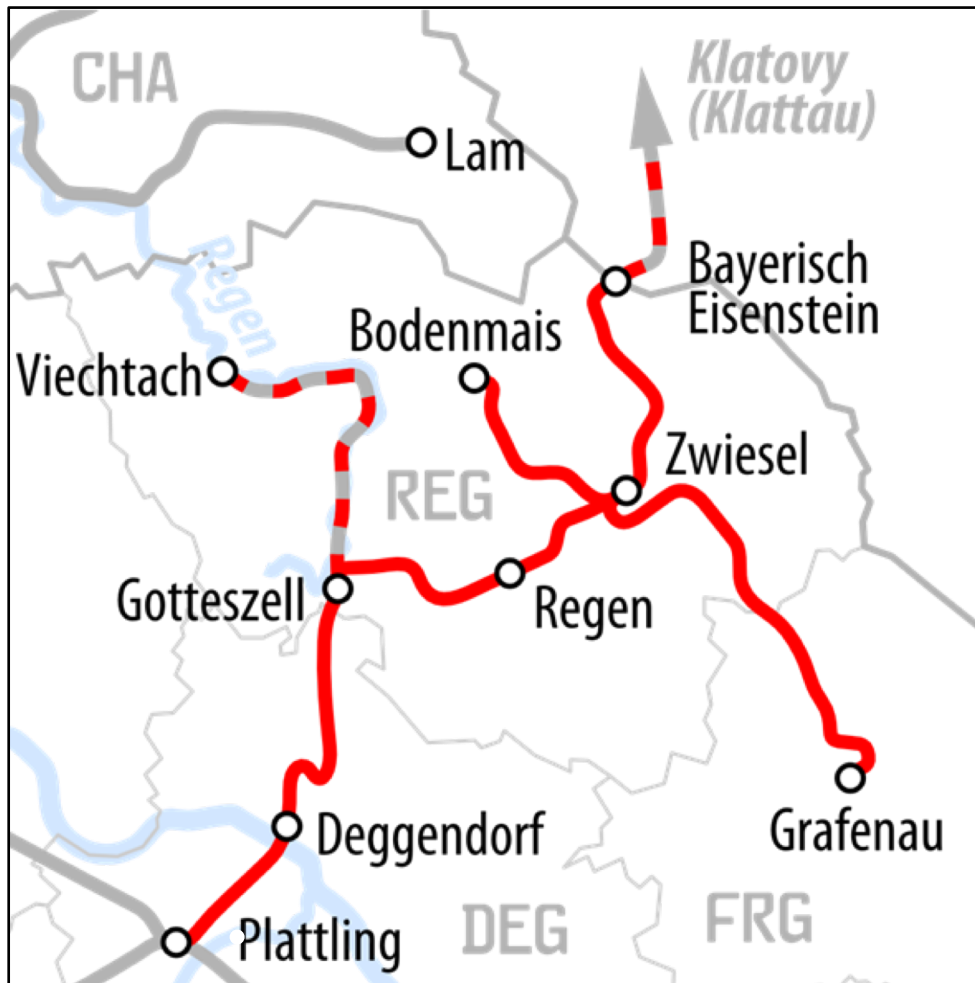 CHA
Klatovy
(Klattau)
Lam
Regen
Bayerisch
Eisenstein
Bodenmais
Viechtach
Zwiesel
REG
Gotteszell
Regen
Deggendorf
Grafenau
Plattling
DEG
FRG